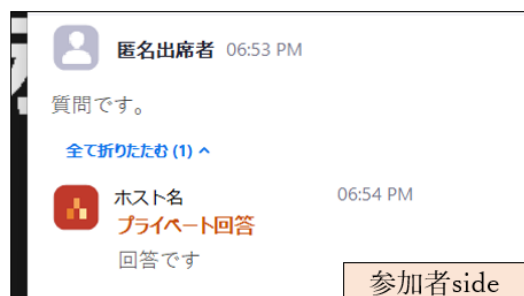 匿名出席者 06:53 PM
質問です。
全て折りたたむ (1) ^
ホスト名 06:54 PM
プライベート回答
回答です
参加者side